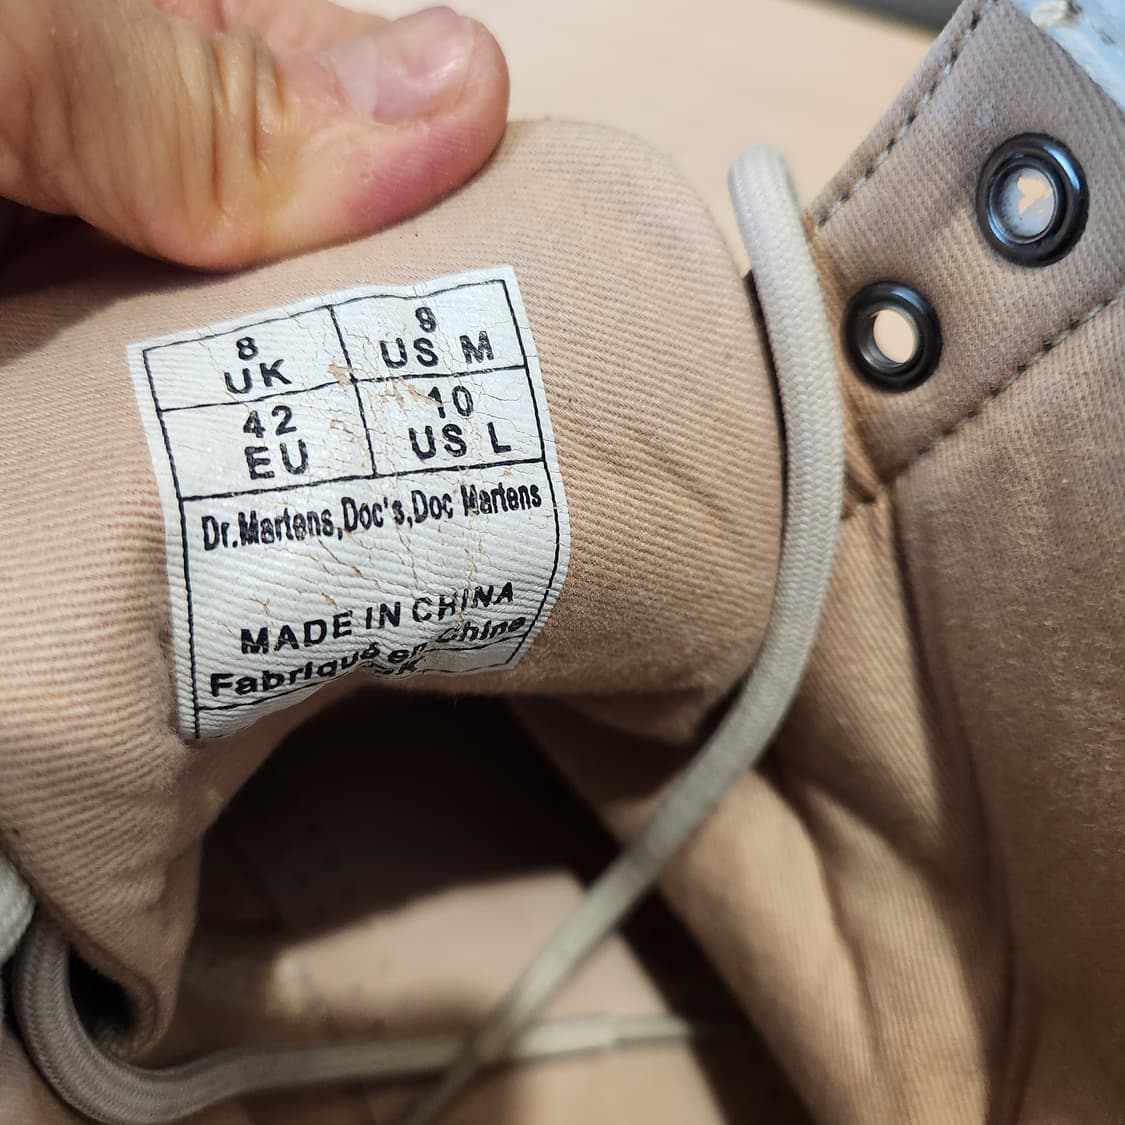 8
UK
9
US M
42
EU
10
US L
Dr.Martens,Doc's,Doc Martens
MADE IN CHINA
Fabriqué en Chine